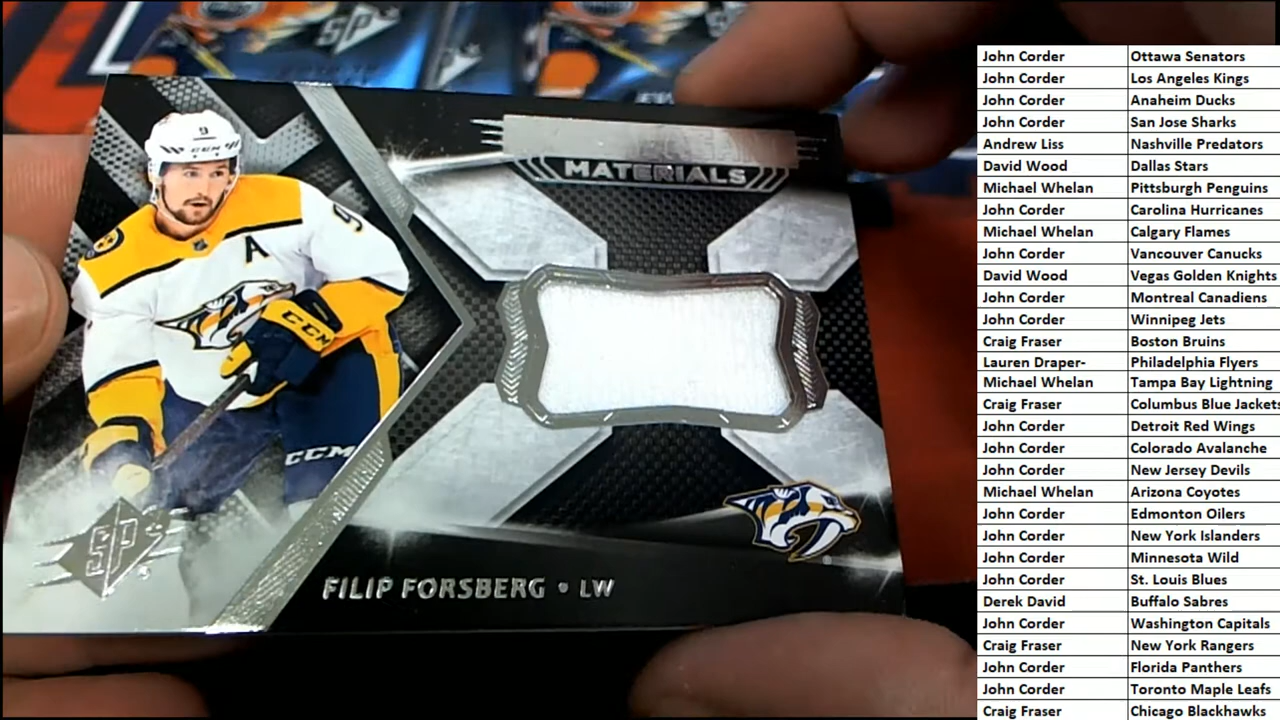 SP
SP
9
CCM
9
A
CCM
CCM
MATERIALS
SP
FILIP FORSBERG • LW
John Corder Ottawa Senators
John Corder Los Angeles Kings
John Corder Anaheim Ducks
John Corder San Jose Sharks
Andrew Liss Nashville Predators
David Wood Dallas Stars
Michael Whelan Pittsburgh Penguins
John Corder Carolina Hurricanes
Michael Whelan Calgary Flames
John Corder Vancouver Canucks
David Wood Vegas Golden Knights
John Corder Montreal Canadiens
John Corder Winnipeg Jets
Craig Fraser Boston Bruins
Lauren Draper- Philadelphia Flyers
Michael Whelan Tampa Bay Lightning
Craig Fraser Columbus Blue Jackets
John Corder Detroit Red Wings
John Corder Colorado Avalanche
John Corder New Jersey Devils
Michael Whelan Arizona Coyotes
John Corder Edmonton Oilers
John Corder New York Islanders
John Corder Minnesota Wild
John Corder St. Louis Blues
Derek David Buffalo Sabres
John Corder Washington Capitals
Craig Fraser New York Rangers
John Corder Florida Panthers
John Corder Toronto Maple Leafs
Craig Fraser Chicago Blackhawks